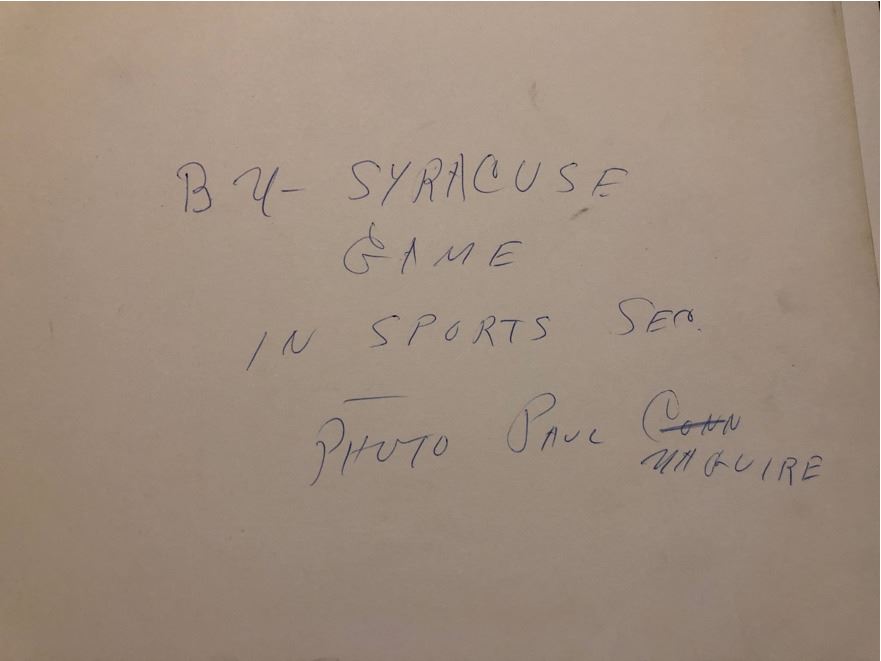 BU- SYRACUSE
GAME
IN SPORTS SEC.
PHOTO PAUL CONN
MAGUIRE